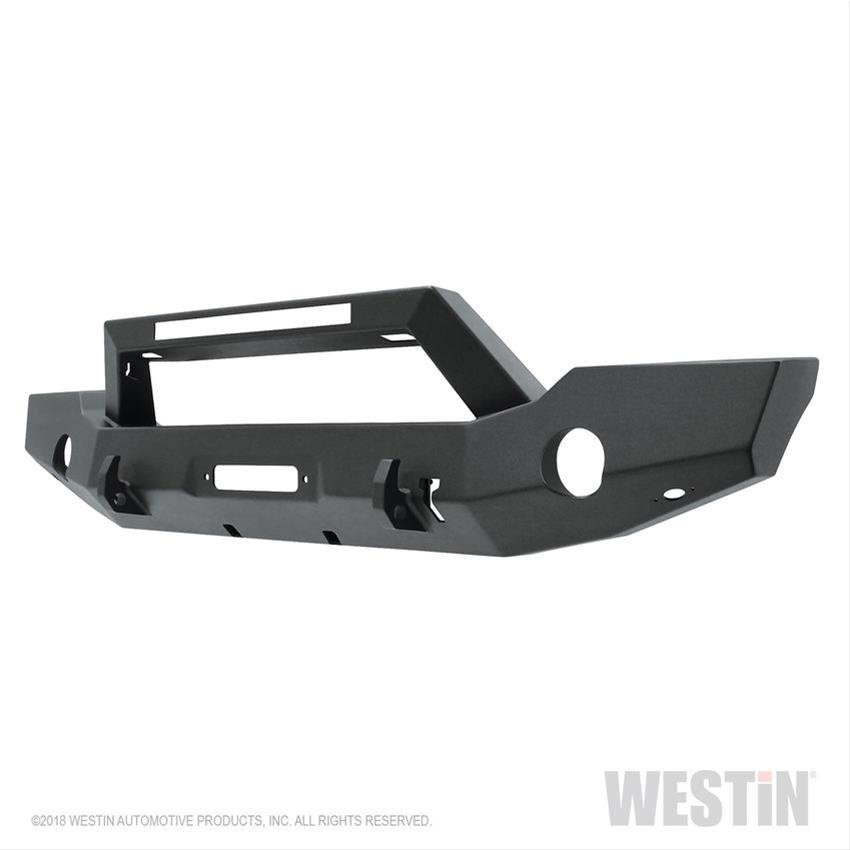 WESTiN®
©2018 WESTIN AUTOMOTIVE PRODUCTS, INC. ALL RIGHTS RESERVED.